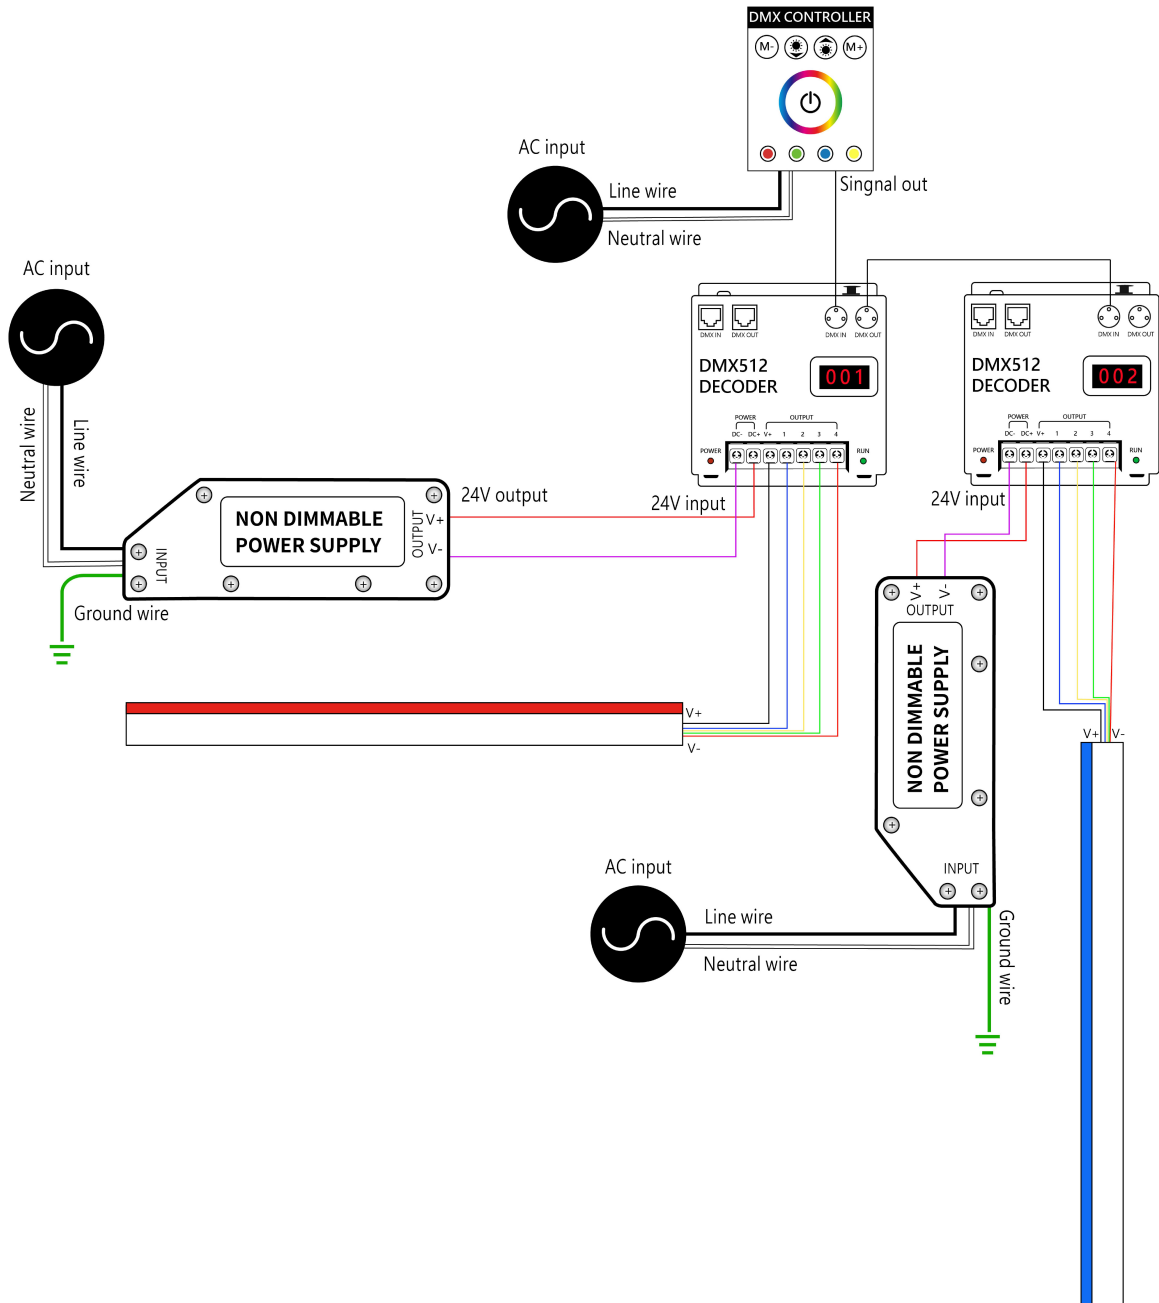 DMX CONTROLLER
M-
M+
AC input
Line wire
Neutral wire
Singnal out
AC input
Neutral wire
Line wire
DMX IN
DMX OUT
DMX IN
DMX OUT
DMX512
DECODER
001
POWER
OUTPUT
DC-
DC+
V+
1
2
3
4
POWER
RUN
DMX IN
DMX OUT
DMX IN
DMX OUT
DMX512
DECODER
002
POWER
OUTPUT
DC-
DC+
V+
1
2
3
4
POWER
RUN
24V output
24V input
24V input
NON DIMMABLE
POWER SUPPLY
INPUT
OUTPUT
V+
V-
Ground wire
V+
V-
OUTPUT
NON DIMMABLE
POWER SUPPLY
INPUT
V+
V-
V+
V-
AC input
Line wire
Neutral wire
Ground wire